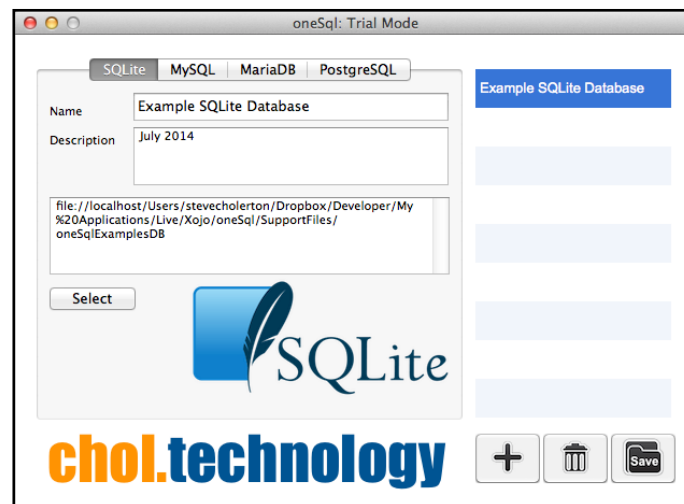 oneSql: Trial Mode
SQLite MySQL MariaDB PostgreSQL
Name Example SQLite Database
Description July 2014
file://localhost/Users/stevecholerton/Dropbox/Developer/My
%20Applications/Live/Xojo/oneSql/SupportFiles/
oneSqlExamplesDB
Select
SQLite
chol.technology
Example SQLite Database
Save